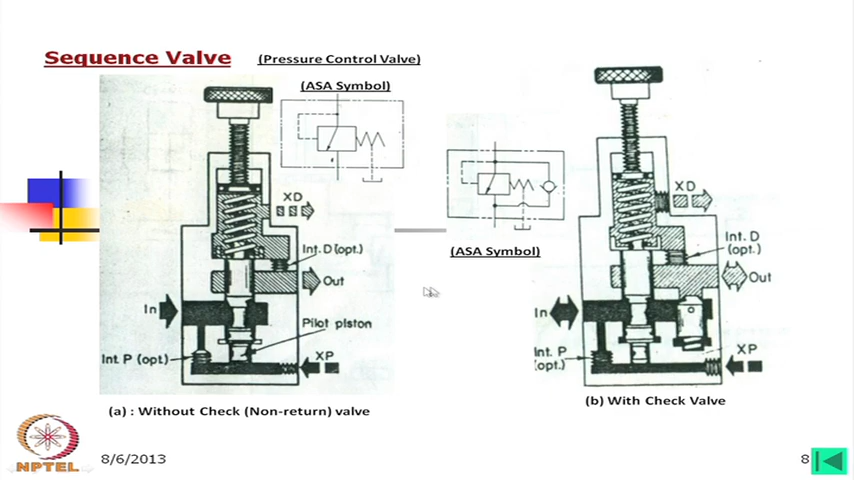 Sequence Valve (Pressure Control Valve)
(ASA Symbol)
XD
Int. D (opt.)
Out
In
Pilot piston
Int. P (opt.)
XP
(a) : Without Check (Non-return) valve
(ASA Symbol)
XD
Int. D
(opt.)
Out
In
Int. P
(opt.)
XP
(b) With Check Valve
NPTEL
8/6/2013
8